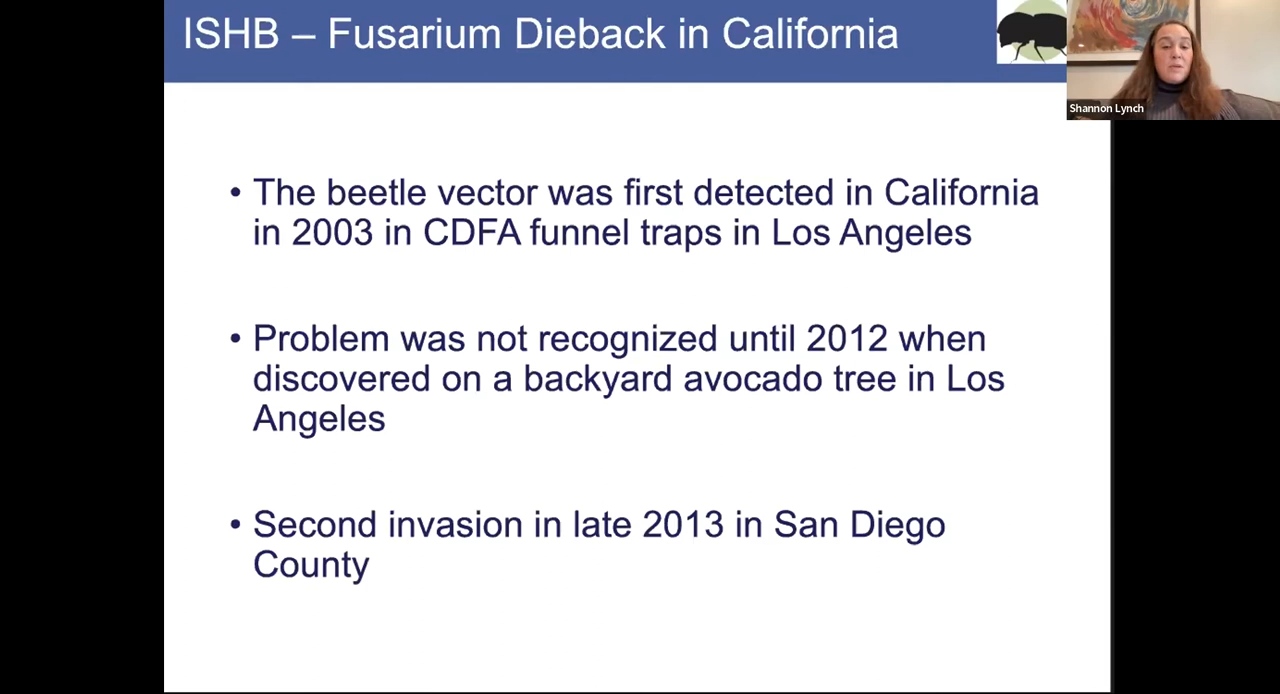 ISHB – Fusarium Dieback in California
Shannon Lynch
• The beetle vector was first detected in California
in 2003 in CDFA funnel traps in Los Angeles
• Problem was not recognized until 2012 when
discovered on a backyard avocado tree in Los
Angeles
• Second invasion in late 2013 in San Diego
County